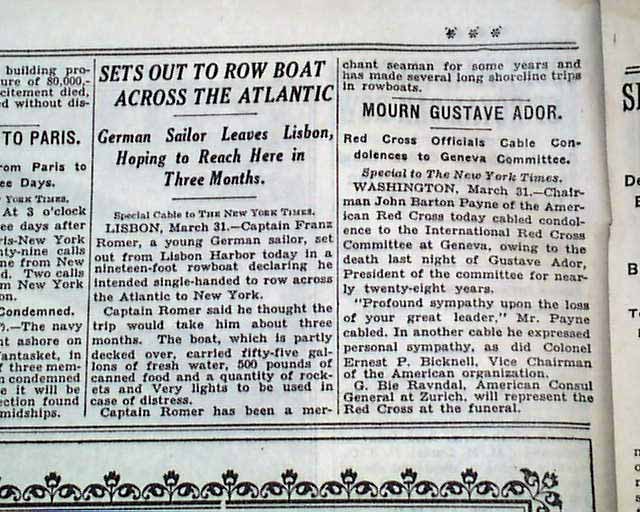 building pro-
ure of 80,000,-
citement died,
d without dis-
TO PARIS.
rom Paris to
ee Days.
YORK TIMES.
At 3 o'clock
ee days after
ris-New York
ty-nine calls
ne from New
d. Two calls
m New York
on.
Condemned.
).—The navy
nt ashore on
antasket, in
f three mem-
n condemned
e it will be
ection found
midships.
SETS OUT TO ROW BOAT
ACROSS THE ATLANTIC
German Sailor Leaves Lisbon,
Hoping to Reach Here in
Three Months.
Special Cable to THE NEW YORK TIMES.
LISBON, March 31.—Captain Franz
Romer, a young German sailor, set
out from Lisbon Harbor today in a
nineteen-foot rowboat declaring he
intended single-handed to row across
the Atlantic to New York.
Captain Romer said he thought the
trip would take him about three
months. The boat, which is partly
decked over, carried fifty-five gal-
lons of fresh water, 500 pounds of
canned food and a quantity of rock-
ets and Very lights to be used in
case of distress.
Captain Romer has been a mer-
chant seaman for some years and
has made several long shoreline trips
in rowboats.
MOURN GUSTAVE ADOR.
Red Cross Officials Cable Con-
dolences to Geneva Committee.
Special to The New York Times.
WASHINGTON, March 31.—Chair-
man John Barton Payne of the Amer-
ican Red Cross today cabled condol-
ence to the International Red Cross
Committee at Geneva, owing to the
death last night of Gustave Ador,
President of the committee for near-
ly twenty-eight years.
"Profound sympathy upon the loss
of your great leader," Mr. Payne
cabled. In another cable he expressed
personal sympathy, as did Colonel
Ernest P. Bicknell, Vice Chairman
of the American organization.
G. Bie Ravndal, American Consul
General at Zurich, will represent the
Red Cross at the funeral.